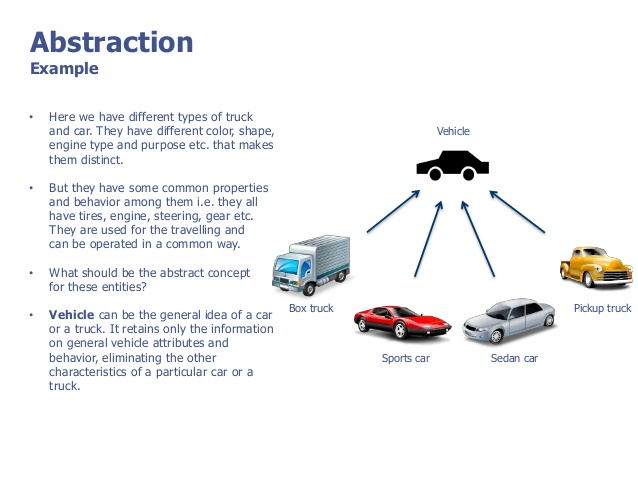 Abstraction
Example
• Here we have different types of truck
and car. They have different color, shape,
engine type and purpose etc. that makes
them distinct.
• But they have some common properties
and behavior among them i.e. they all
have tires, engine, steering, gear etc.
They are used for the travelling and
can be operated in a common way.
• What should be the abstract concept
for these entities?
• Vehicle can be the general idea of a car
or a truck. It retains only the information
on general vehicle attributes and
behavior, eliminating the other
characteristics of a particular car or a
truck.
Vehicle
Box truck
Pickup truck
Sports car
Sedan car